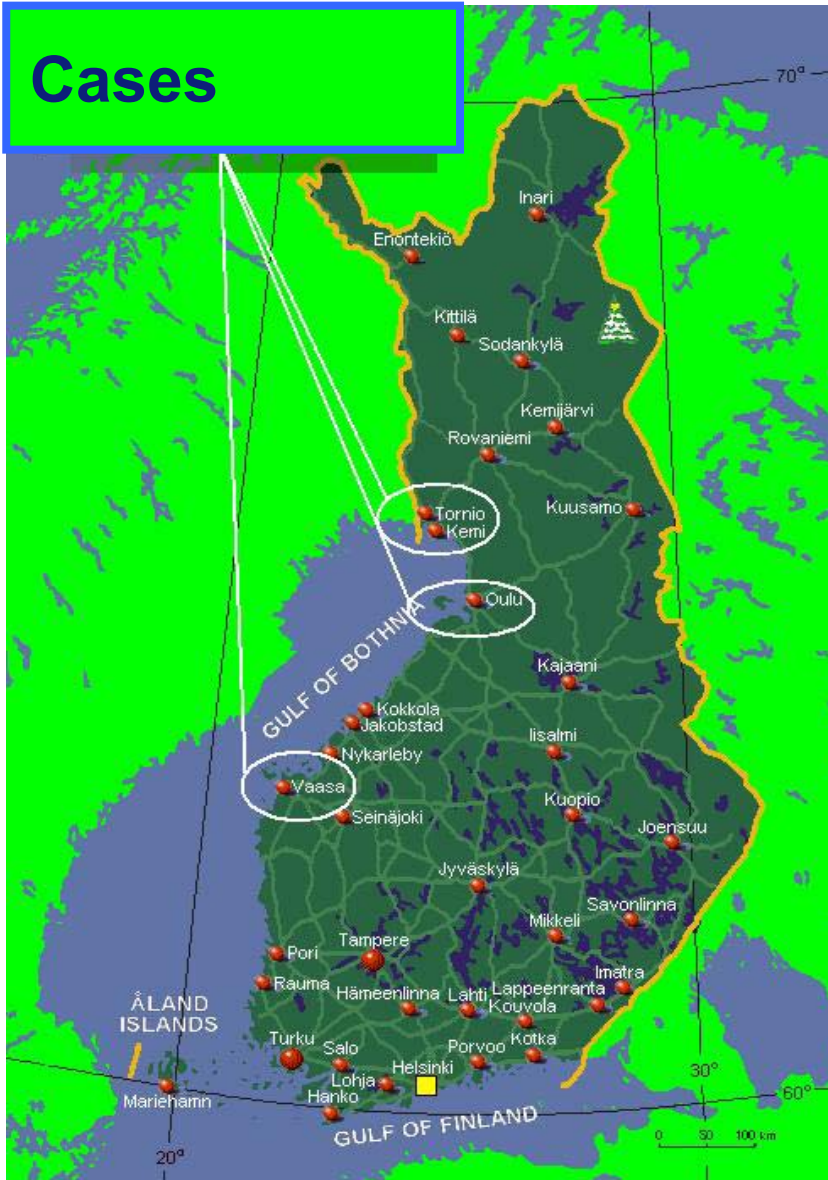 Cases
70°
Inari
Enontekiö
Kittilä
Sodankylä
Kemijärvi
Rovaniemi
Tornio
Kemi
Kuusamo
Oulu
GULF OF BOTHNIA
Kajaani
Kokkola
Jakobstad
Iisalmi
Nykarleby
Vaasa
Kuopio
Seinäjoki
Joensuu
Jyväskylä
Savonlinna
Mikkeli
Pori
Tampere
Rauma
Imatra
Hämeenlinna
Lahti
Lappeenranta
Kouvola
ÅLAND
ISLANDS
Turku
Salo
Helsinki
Porvoo
Kotka
Lohja
Mariehamn
Hanko
30°
60°
GULF OF FINLAND
0 50 100 km
20°